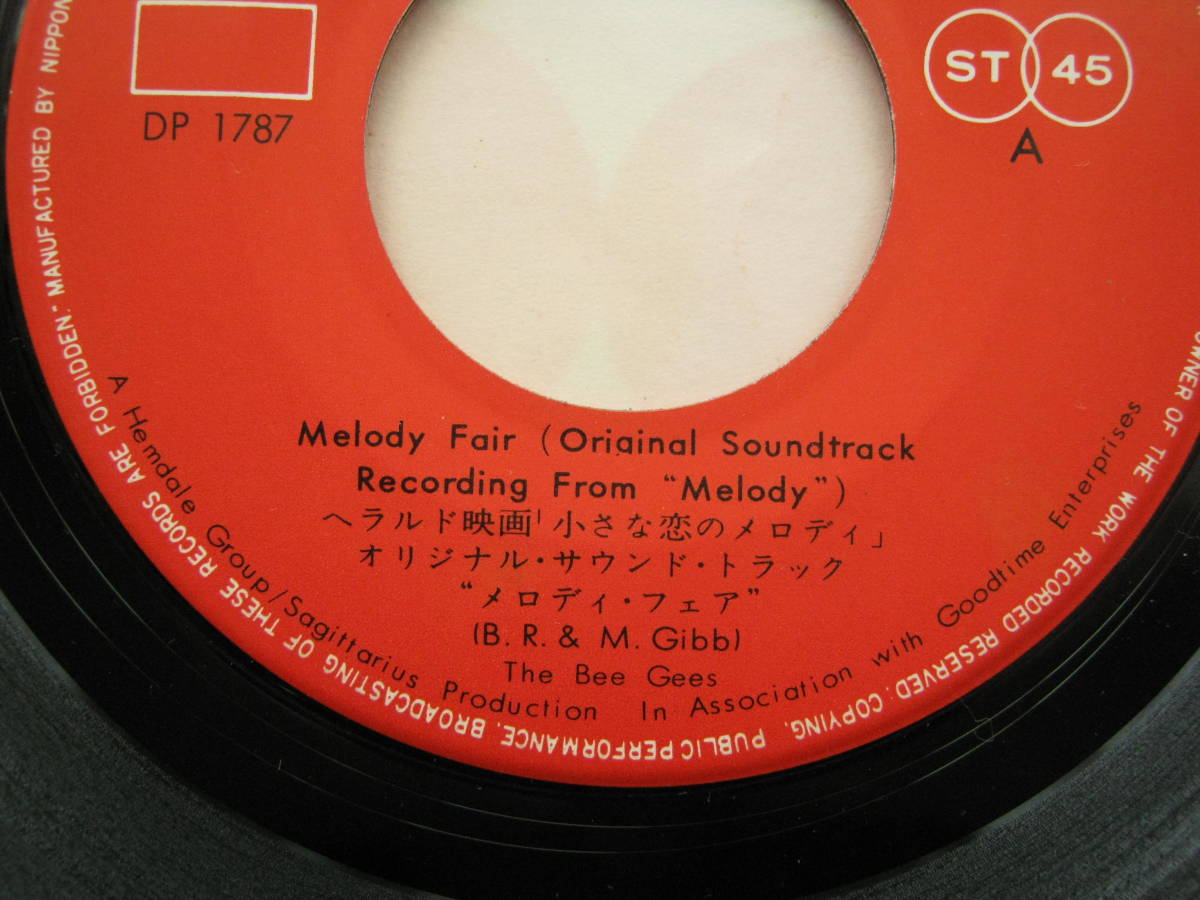 DP 1787
ST 45
A
Melody Fair (Original Soundtrack
Recording From “Melody”)
ヘラルド映画「小さな恋のメロディ」
オリジナル・サウンド・トラック
“メロディ・フェア”
(B. R. & M. Gibb)
The Bee Gees
A Hemdale Group/Sagittarius Production In Association with Goodtime Enterprises
OWNER OF THE WORK RECORDED RESERVED: COPYING, PUBLIC PERFORMANCE, BROADCASTING OF THESE RECORDS ARE FORBIDDEN." MANUFACTURED BY NIPPON